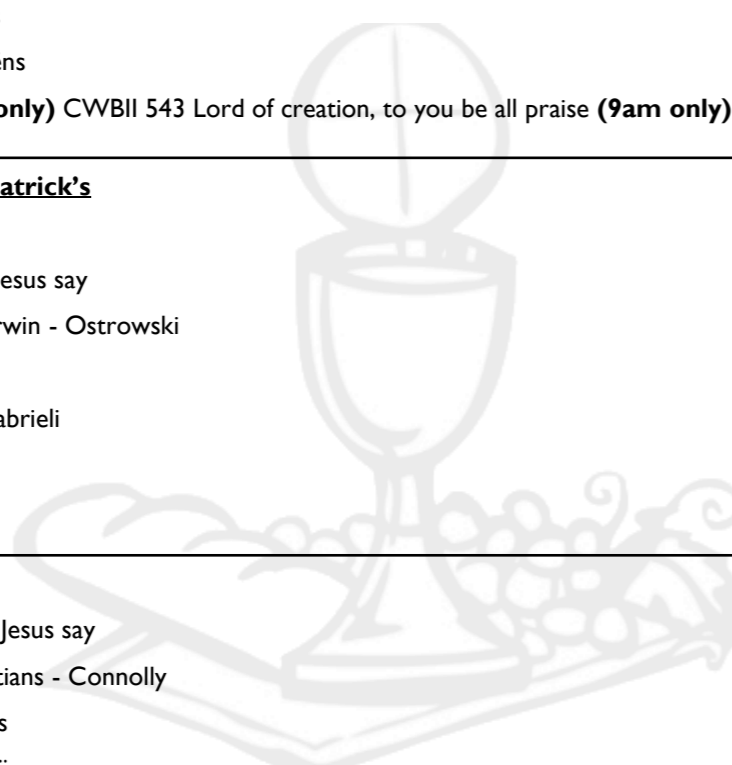 ens
only) CWBII 543 Lord of creation, to you be all praise (9am only)
atrick's
esus say
rwin - Ostrowski
abrieli
Jesus say
tians - Connolly
s